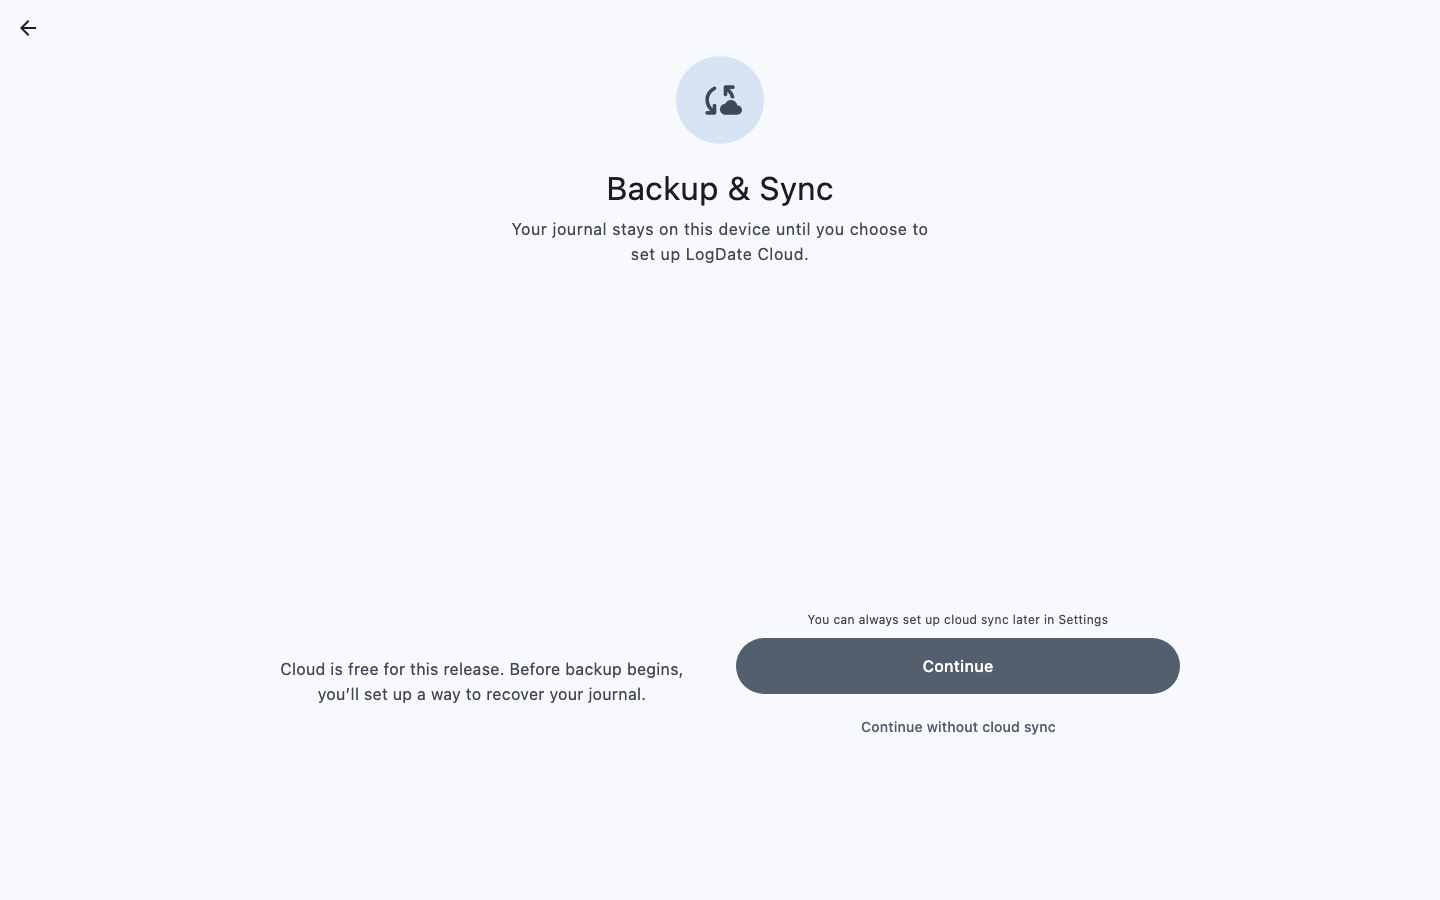 Backup & Sync
Your journal stays on this device until you choose to
set up LogDate Cloud.
Cloud is free for this release. Before backup begins,
you’ll set up a way to recover your journal.
You can always set up cloud sync later in Settings
Continue
Continue without cloud sync